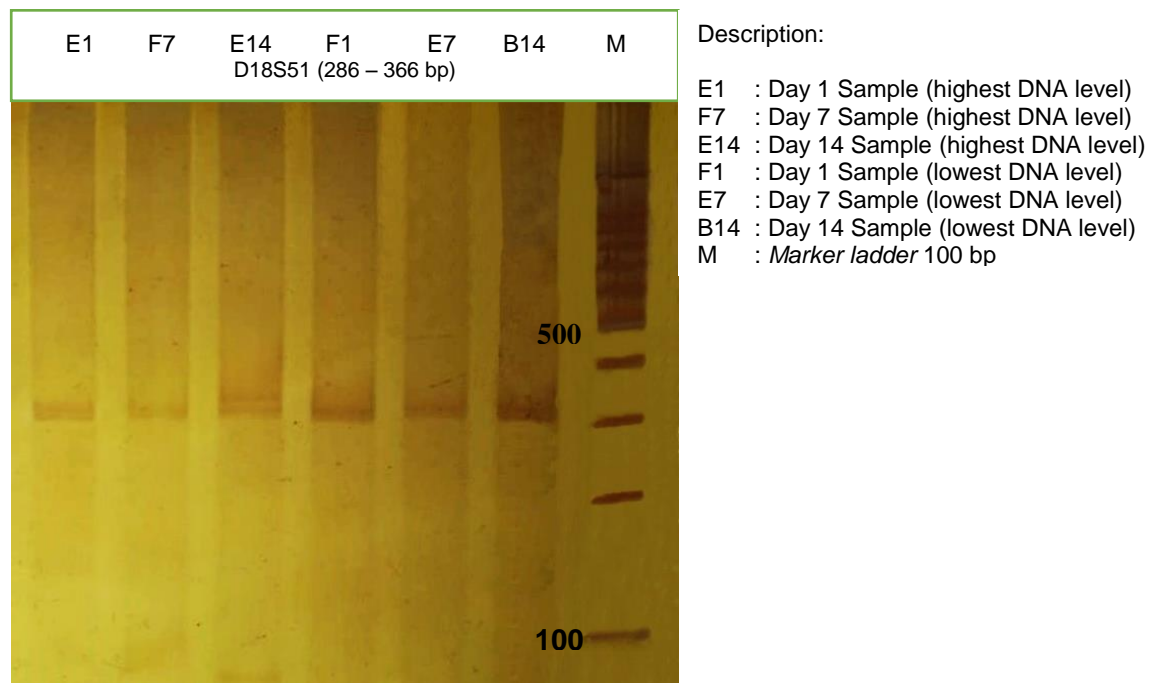 E1 F7 E14 F1 E7 B14 M
D18S51 (286 – 366 bp)
500
100
Description:
E1 : Day 1 Sample (highest DNA level)
F7 : Day 7 Sample (highest DNA level)
E14 : Day 14 Sample (highest DNA level)
F1 : Day 1 Sample (lowest DNA level)
E7 : Day 7 Sample (lowest DNA level)
B14 : Day 14 Sample (lowest DNA level)
M : Marker ladder 100 bp